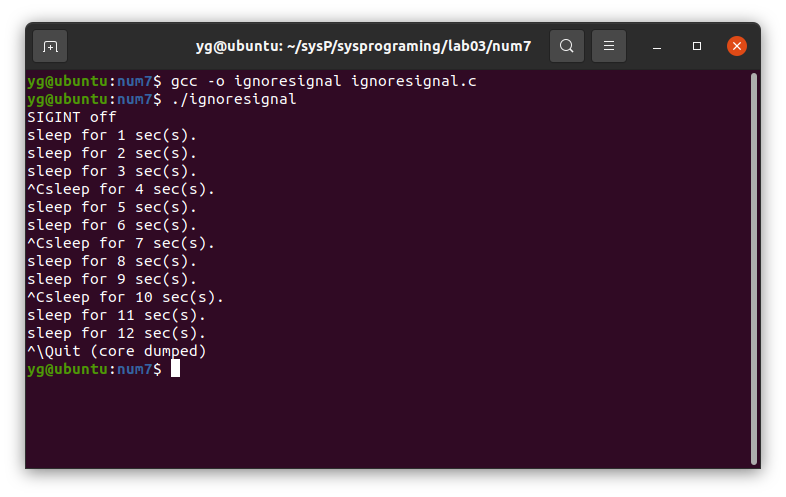 yg@ubuntu: ~/sysP/sysprograming/lab03/num7
yg@ubuntu:num7$ gcc -o ignoresignal ignoresignal.c
yg@ubuntu:num7$ ./ignoresignal
SIGINT off
sleep for 1 sec(s).
sleep for 2 sec(s).
sleep for 3 sec(s).
^Csleep for 4 sec(s).
sleep for 5 sec(s).
sleep for 6 sec(s).
^Csleep for 7 sec(s).
sleep for 8 sec(s).
sleep for 9 sec(s).
^Csleep for 10 sec(s).
sleep for 11 sec(s).
sleep for 12 sec(s).
^\Quit (core dumped)
yg@ubuntu:num7$